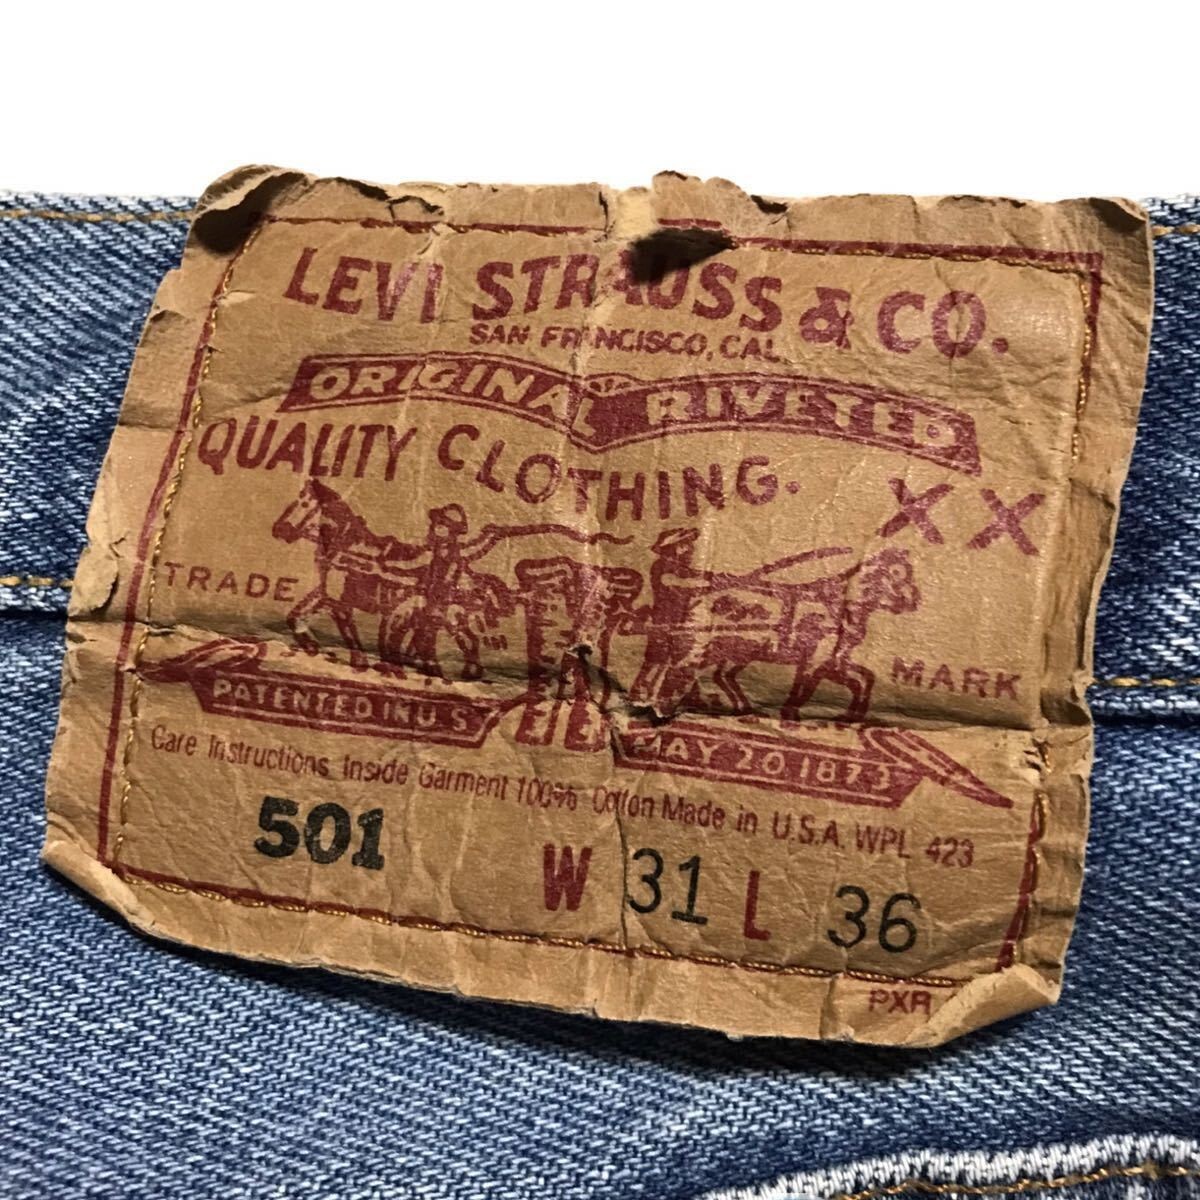 LEVI STRAUSS & CO.
SAN FRANCISCO, CAL.
ORIGINAL RIVETED
QUALITY CLOTHING.
XX
TRADE MARK
PATENTED IN U S
MAY 20 1873
Care Instructions Inside Garment 100% Cotton Made in U.S.A. WPL 423
501 W 31 L 36
PXR